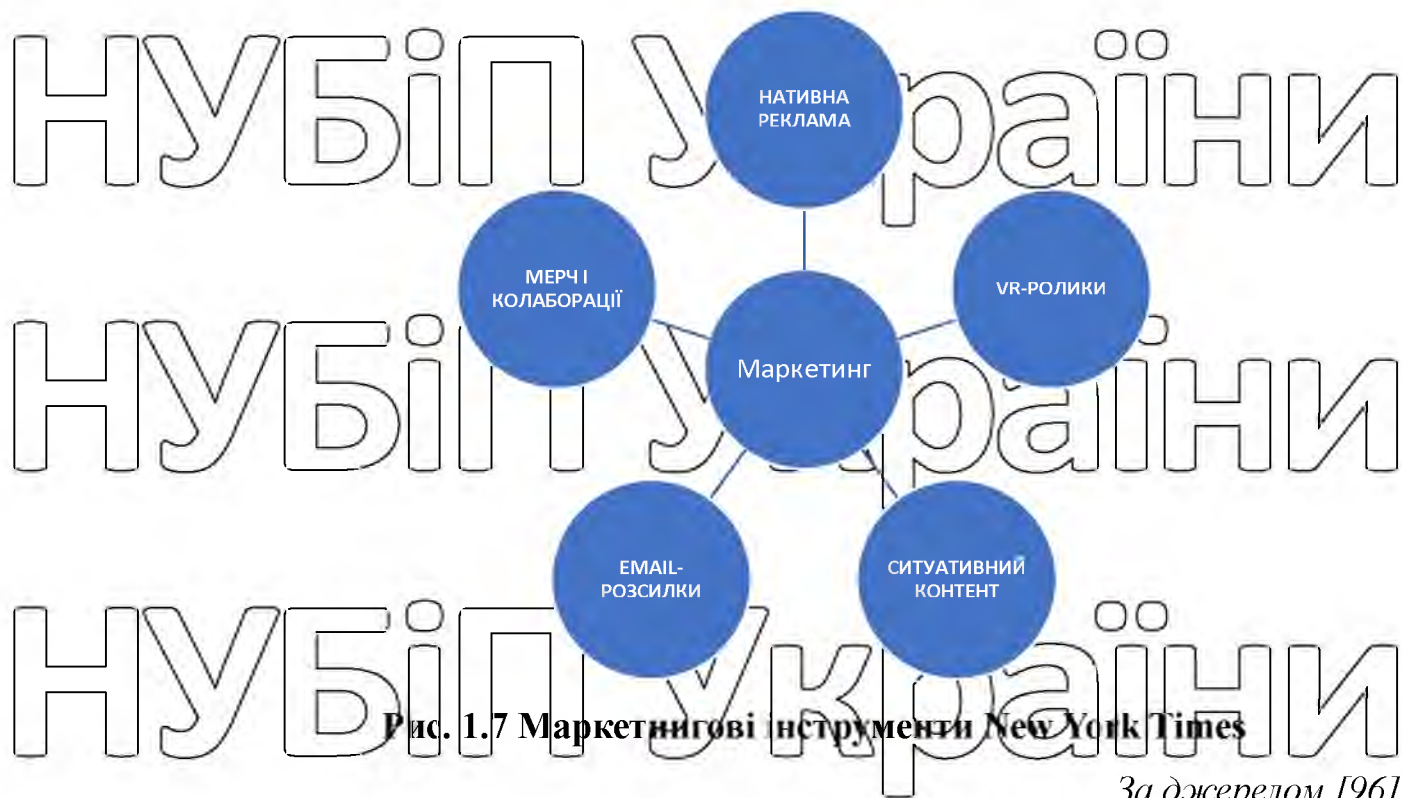 НУБіП України
НАТИВНА
РЕКЛАМА
МЕРЧ І
КОЛАБОРАЦІЇ
VR-РОЛИКИ
НУБіП України
Маркетинг
EMAIL-
РОЗСИЛКИ
СИТУАТИВНИЙ
КОНТЕНТ
НУБіП України
Рис. 1.7 Маркетнигові інструменти New York Times
За джерелом [96]